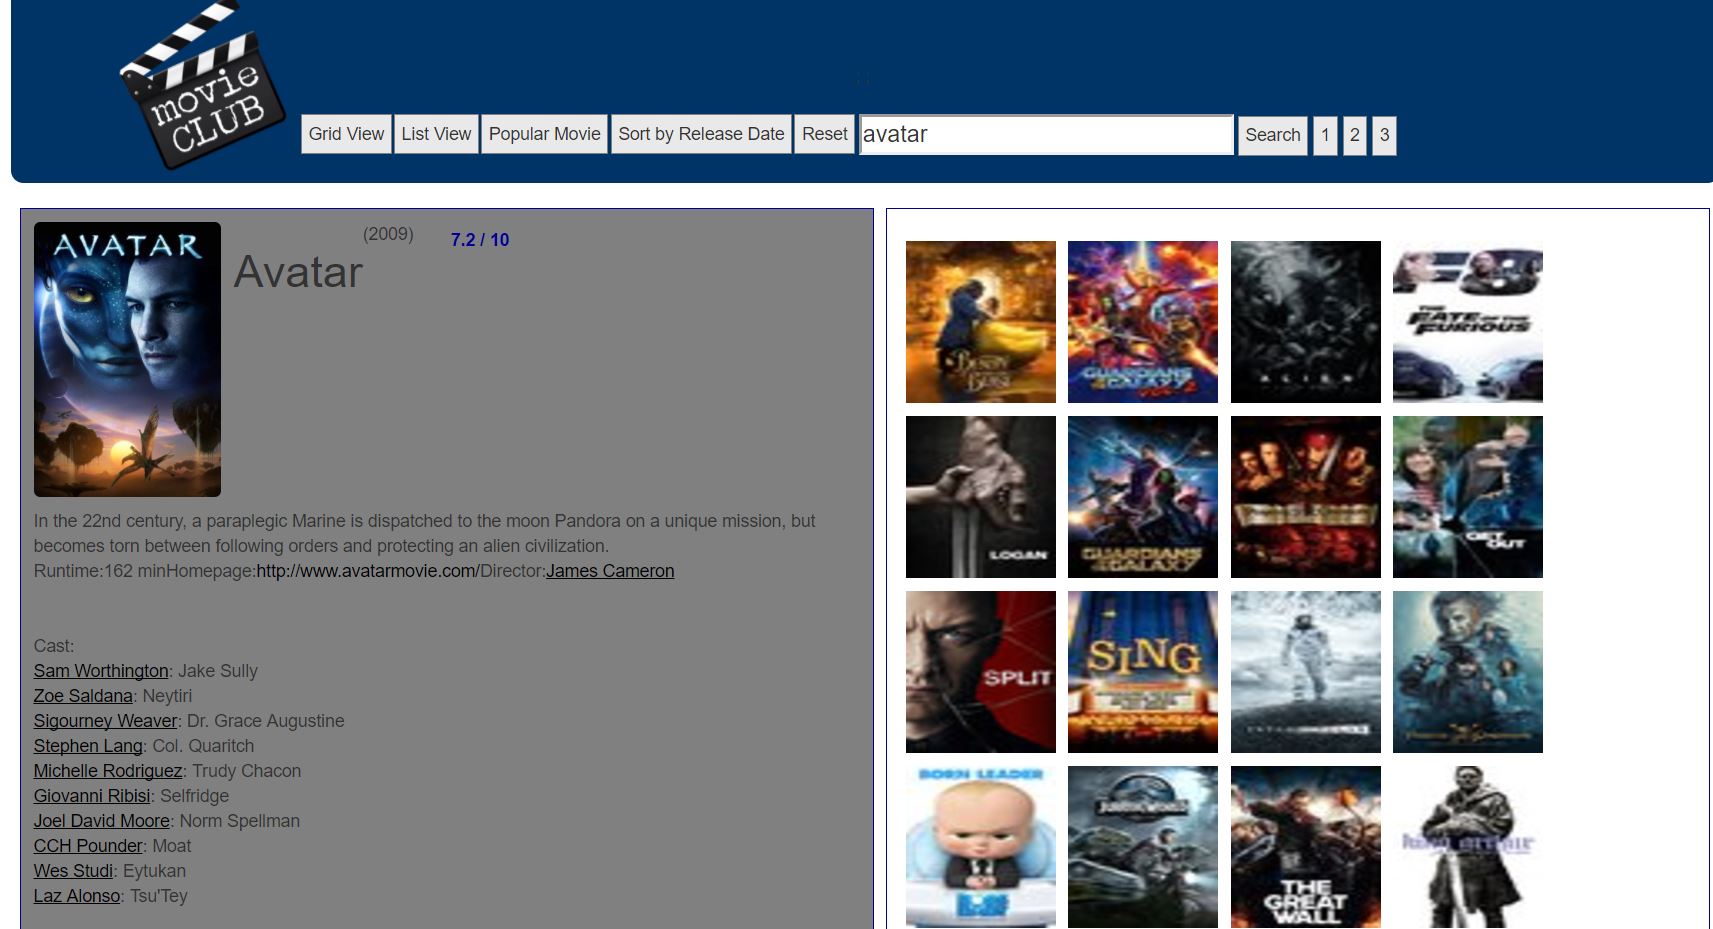 movie
CLUB
Grid View List View Popular Movie Sort by Release Date Reset avatar Search 1 2 3
AVATAR
Avatar (2009) 7.2 / 10
In the 22nd century, a paraplegic Marine is dispatched to the moon Pandora on a unique mission, but
becomes torn between following orders and protecting an alien civilization.
Runtime:162 minHomepage:http://www.avatarmovie.com/Director:James Cameron
Cast:
Sam Worthington: Jake Sully
Zoe Saldana: Neytiri
Sigourney Weaver: Dr. Grace Augustine
Stephen Lang: Col. Quaritch
Michelle Rodriguez: Trudy Chacon
Giovanni Ribisi: Selfridge
Joel David Moore: Norm Spellman
CCH Pounder: Moat
Wes Studi: Eytukan
Laz Alonso: Tsu'Tey
BEAUTY
BEAST
GUARDIANS
GALAXY
VOL. 2
ALIEN
F8
THE
FATE OF THE
FURIOUS
LOGAN
GUARDIANS
GALAXY
GET
OUT
SPLIT
SING
BORN LEADER
JURASSIC WORLD
THE
GREAT
WALL
king arthur